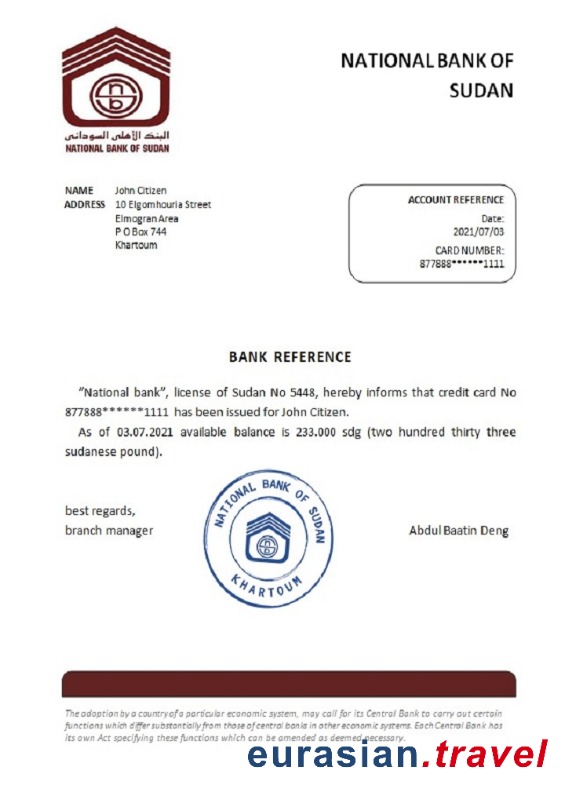 NATIONAL BANK OF
SUDAN
البنك الأهلى السودانى
NATIONAL BANK OF SUDAN
NAME John Citizen
ADDRESS 10 Elgomhouria Street
Elmogran Area
P O Box 744
Khartoum
ACCOUNT REFERENCE
Date:
2021/07/03
CARD NUMBER:
877888******1111
BANK REFERENCE
"National bank", license of Sudan No 5448, hereby informs that credit card No
877888******1111 has been issued for John Citizen.
As of 03.07.2021 available balance is 233.000 sdg (two hundred thirty three
sudanese pound).
best regards,
branch manager
NATIONAL BANK OF SUDAN
KHARTOUM
Abdul Baatin Deng
The adoption by a country of a particular economic system, may call for its Central Bank to carry out certain
functions which differ substantially from those of central banks in other economic systems. Each Central Bank has
its own Act specifying these functions which can be amended as deemed necessary.
eurasian.travel